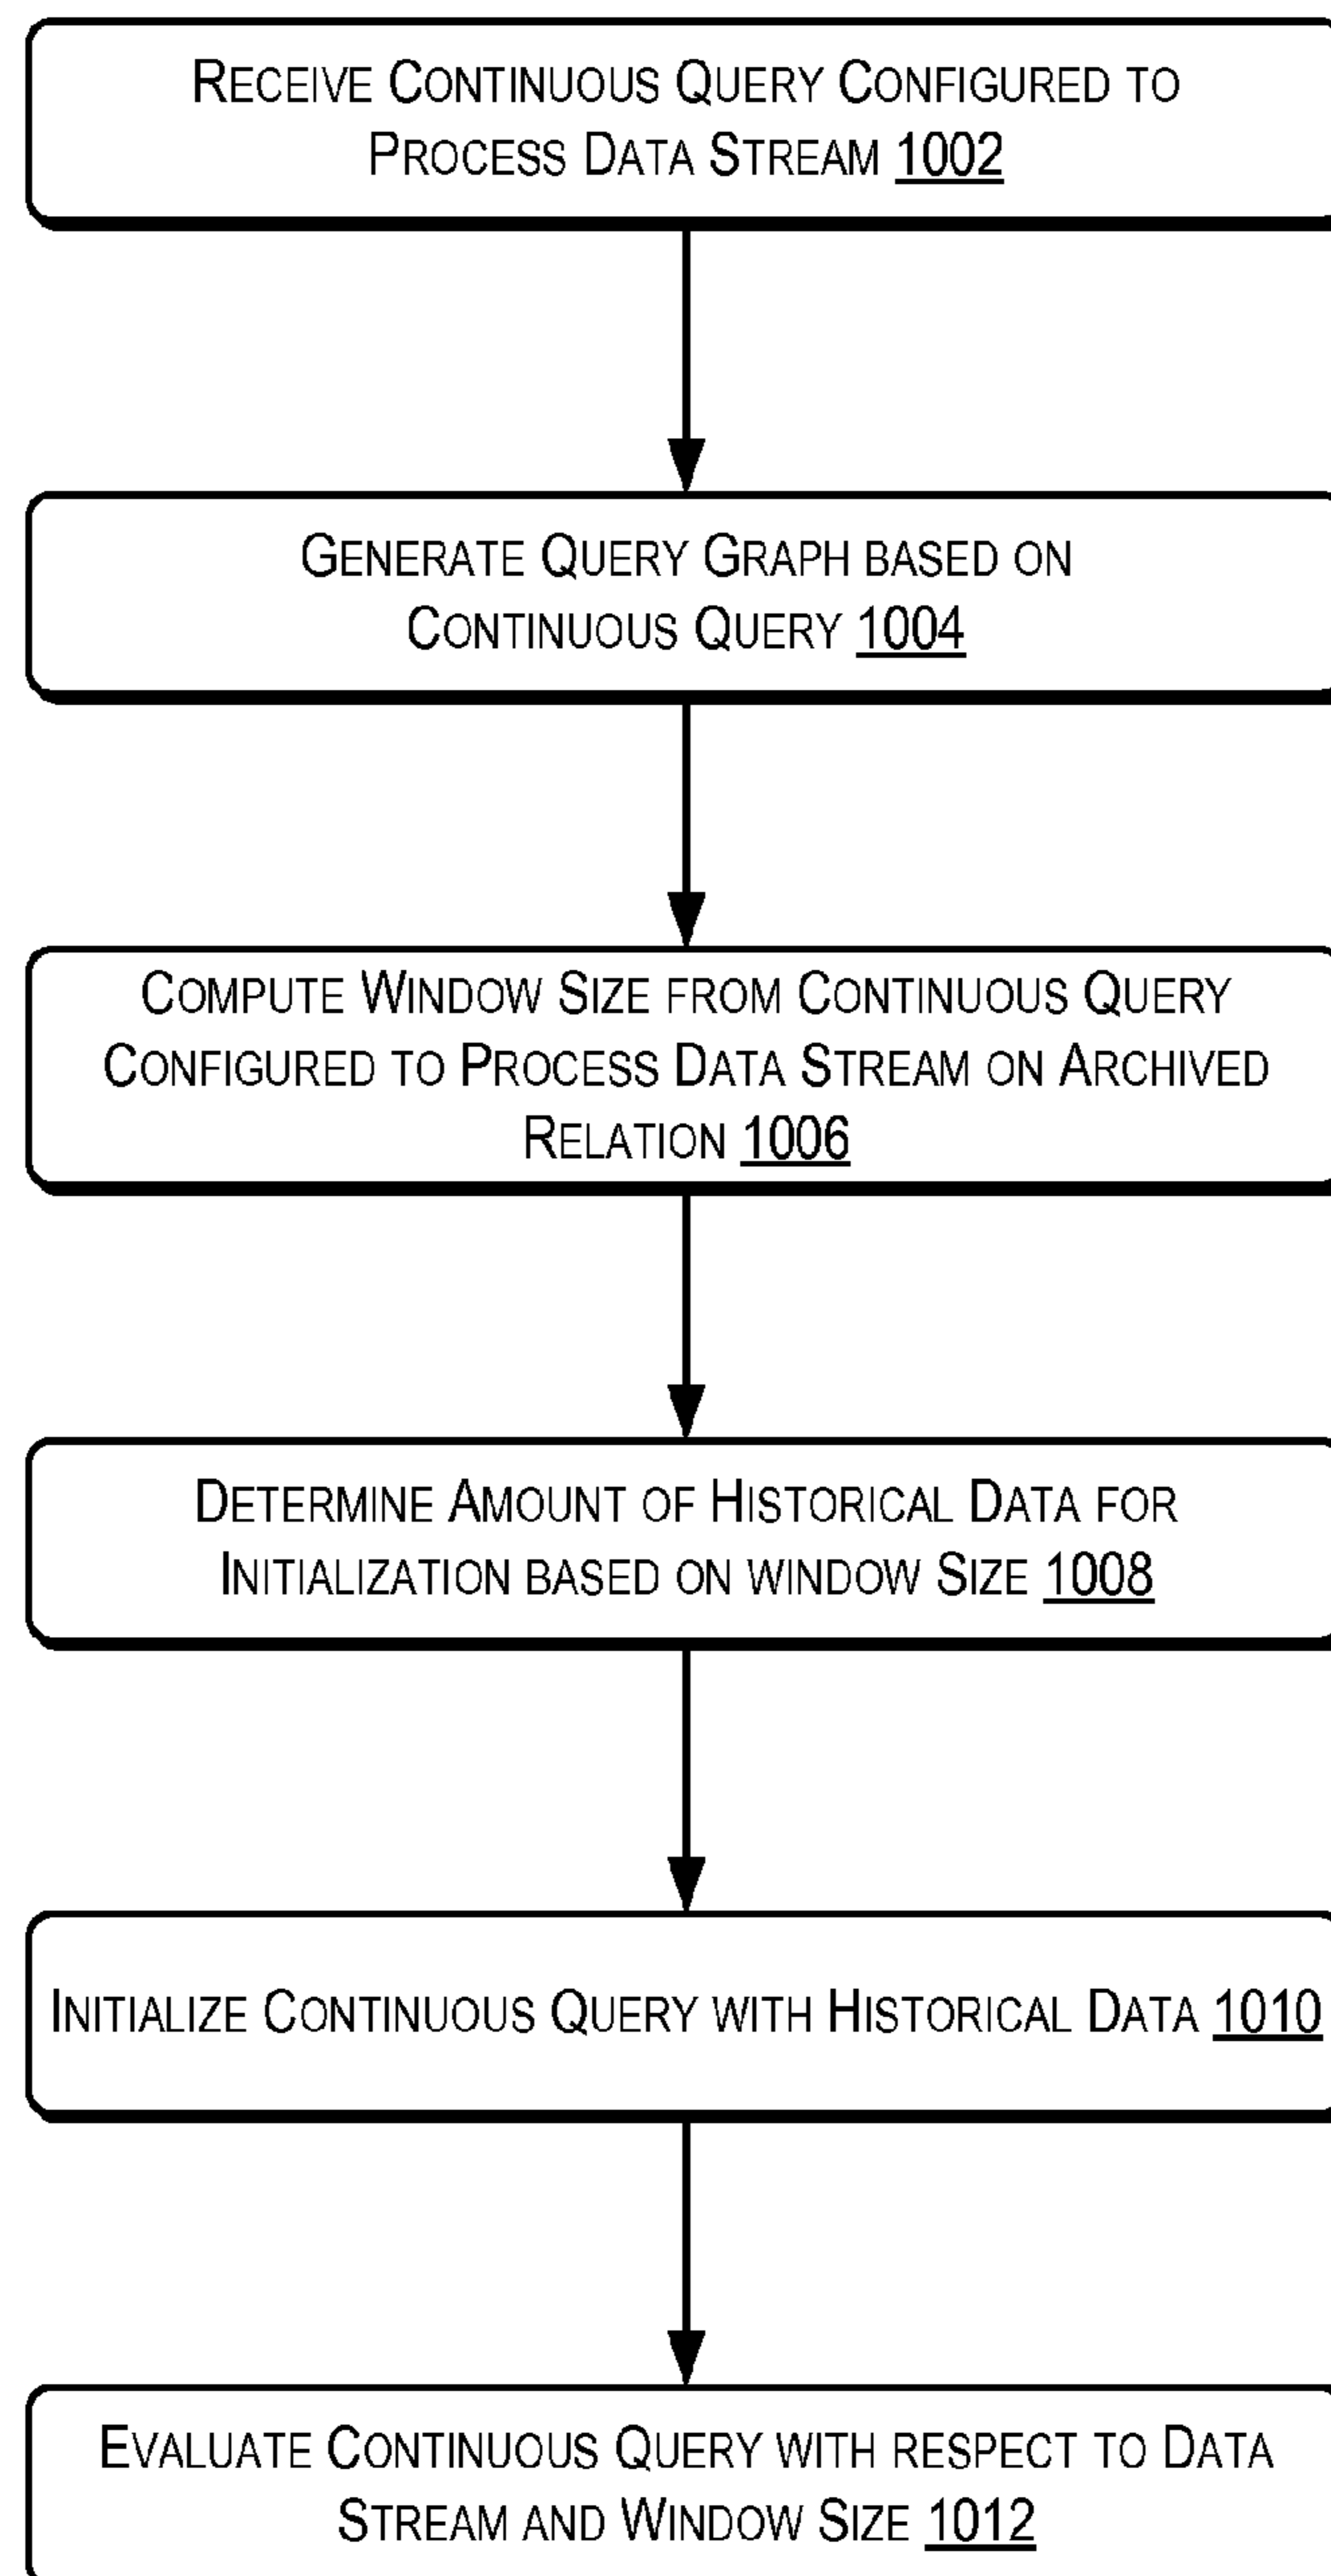 RECEIVE CONTINUOUS QUERY CONFIGURED TO
PROCESS DATA STREAM 1002
GENERATE QUERY GRAPH BASED ON
CONTINUOUS QUERY 1004
COMPUTE WINDOW SIZE FROM CONTINUOUS QUERY
CONFIGURED TO PROCESS DATA STREAM ON ARCHIVED
RELATION 1006
DETERMINE AMOUNT OF HISTORICAL DATA FOR
INITIALIZATION BASED ON WINDOW SIZE 1008
INITIALIZE CONTINUOUS QUERY WITH HISTORICAL DATA 1010
EVALUATE CONTINUOUS QUERY WITH RESPECT TO DATA
STREAM AND WINDOW SIZE 1012